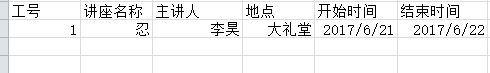 工号 讲座名称 主讲人 地点 开始时间 结束时间
1 忍 李昊 大礼堂 2017/6/21 2017/6/22